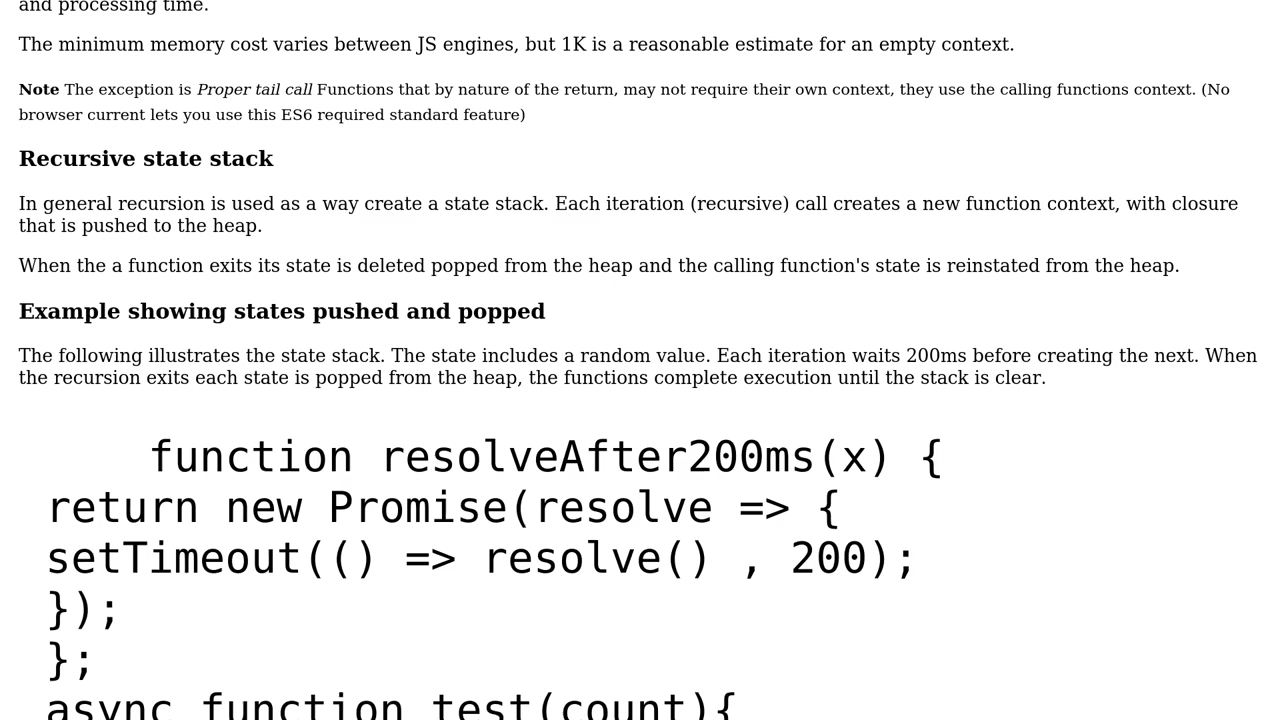 and processing time.
The minimum memory cost varies between JS engines, but 1K is a reasonable estimate for an empty context.
Note The exception is Proper tail call Functions that by nature of the return, may not require their own context, they use the calling functions context. (No
browser current lets you use this ES6 required standard feature)
Recursive state stack
In general recursion is used as a way create a state stack. Each iteration (recursive) call creates a new function context, with closure
that is pushed to the heap.
When the a function exits its state is deleted popped from the heap and the calling function's state is reinstated from the heap.
Example showing states pushed and popped
The following illustrates the state stack. The state includes a random value. Each iteration waits 200ms before creating the next. When
the recursion exits each state is popped from the heap, the functions complete execution until the stack is clear.
function resolveAfter200ms(x) {
return new Promise(resolve => {
setTimeout(() => resolve() , 200);
});
};
async function test(count){